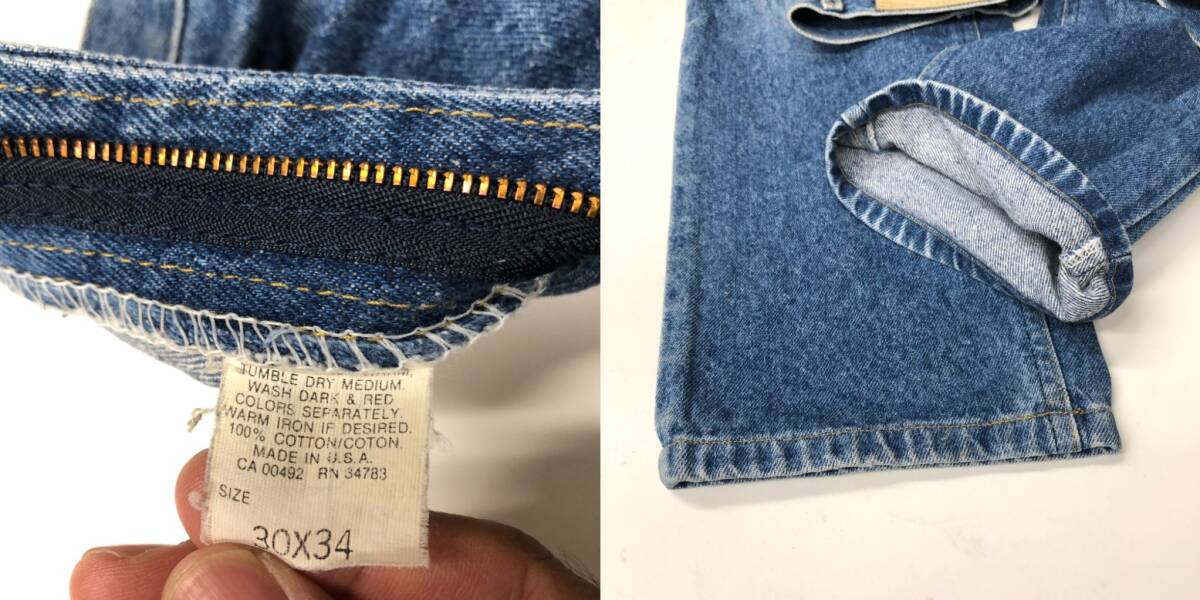 TUMBLE DRY MEDIUM.
WASH DARK & RED
COLORS SEPARATELY.
WARM IRON IF DESIRED.
100% COTTON/COTON.
MADE IN U.S.A.
CA 00492 RN 34783
SIZE
30X34